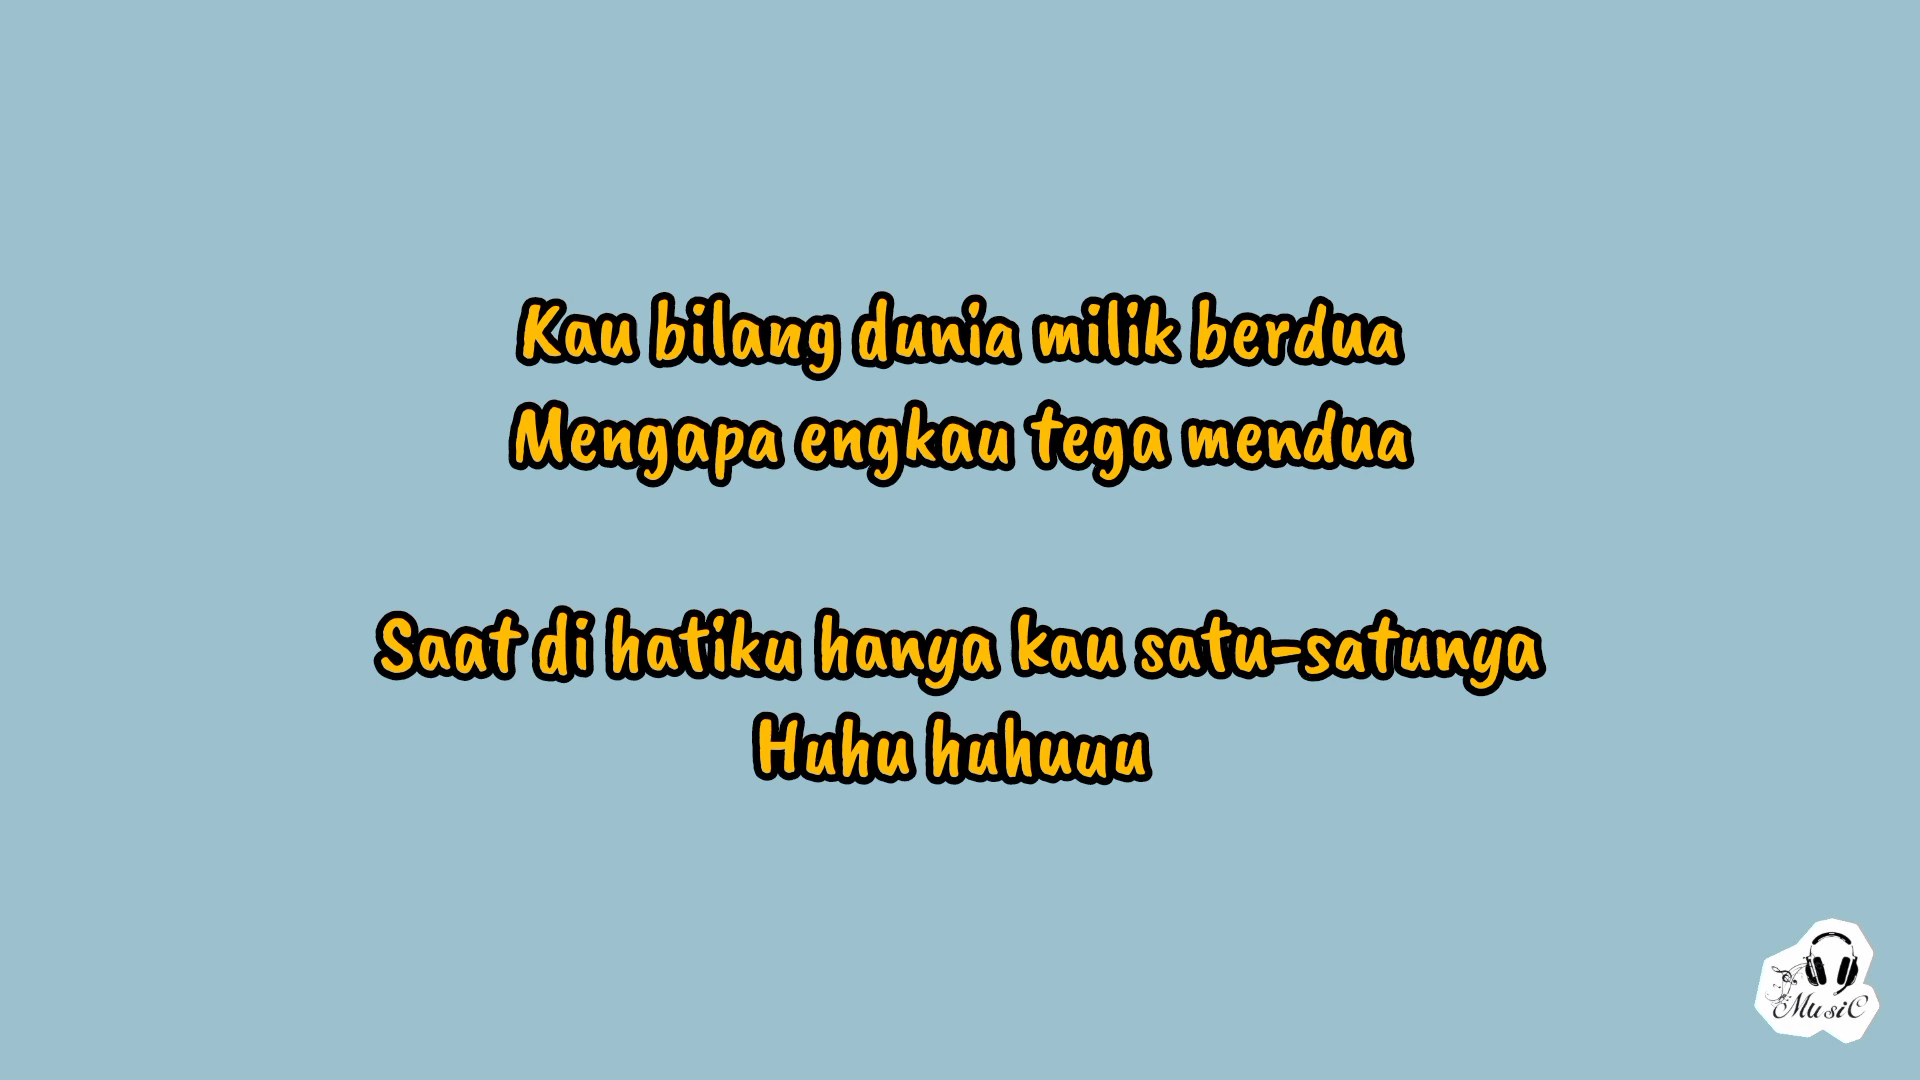 Kau bilang dunia milik berdua
Mengapa engkau tega mendua
Saat di hatiku hanya kau satu-satunya
Huhu huhuuu
MusiC